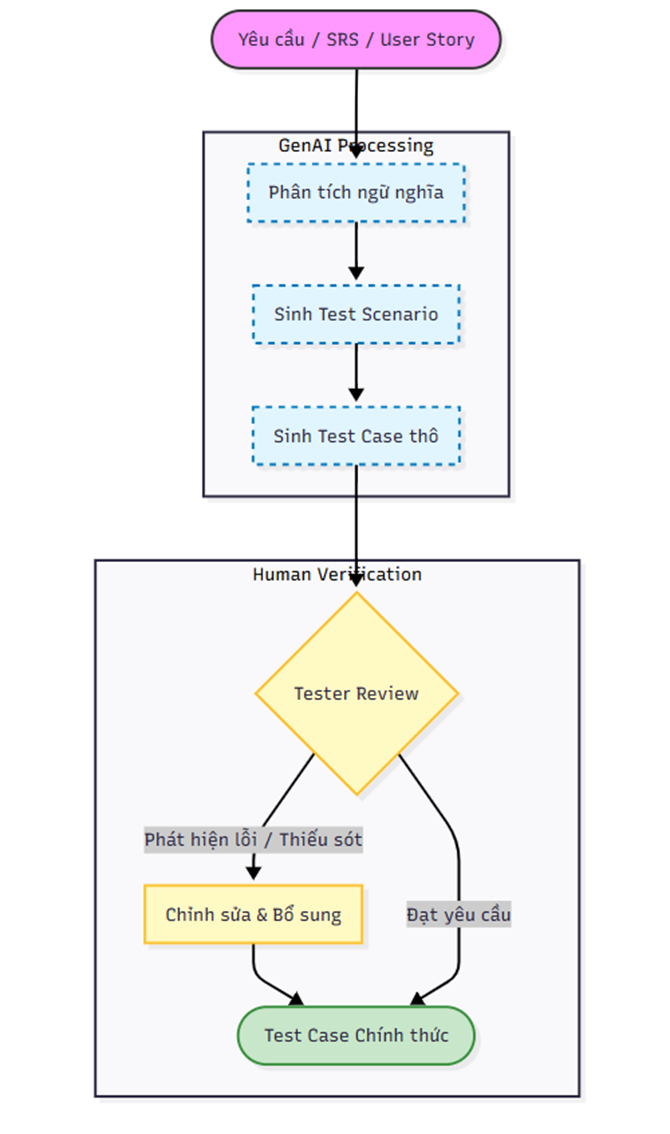 Yêu cầu / SRS / User Story
GenAI Processing
Phân tích ngữ nghĩa
Sinh Test Scenario
Sinh Test Case thô
Human Verification
Tester Review
Phát hiện lỗi / Thiếu sót
Chỉnh sửa & Bổ sung
Đạt yêu cầu
Test Case Chính thức